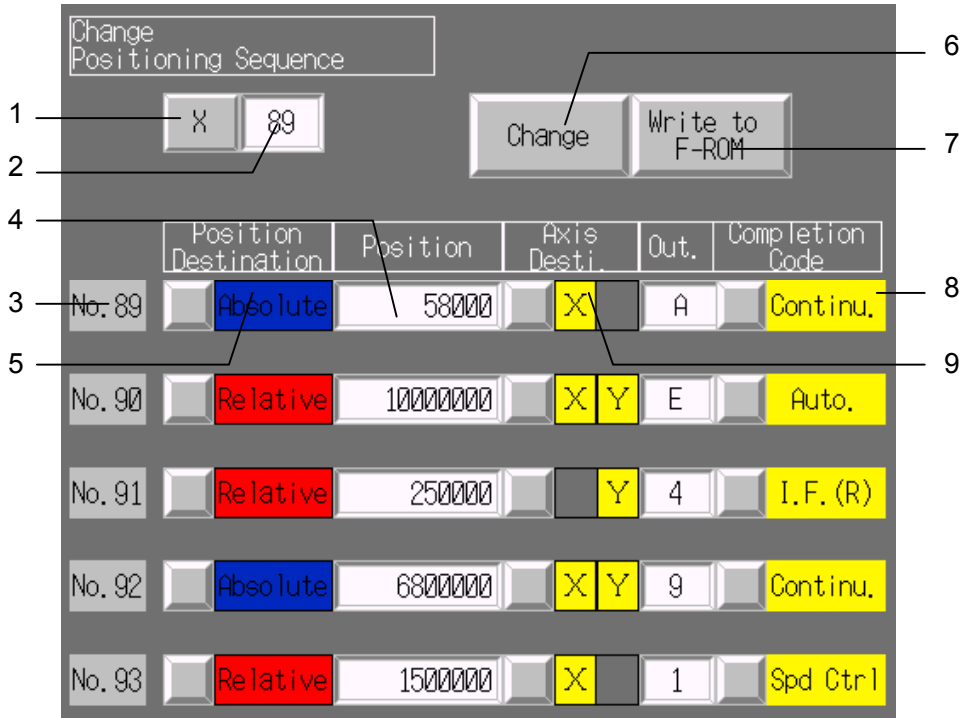 Change
Positioning Sequence
6
1
X
89
Change
Write to
F-ROM
7
2
4
Position
Destination
Position
Axis
Desti.
Out.
Completion
Code
3
No. 89
Absolute
58000
X
A
Continu.
8
5
9
No. 90
Relative
10000000
X
Y
E
Auto.
No. 91
Relative
250000
Y
4
I.F.(R)
No. 92
Absolute
6800000
X
Y
9
Continu.
No. 93
Relative
1500000
X
1
Spd Ctrl